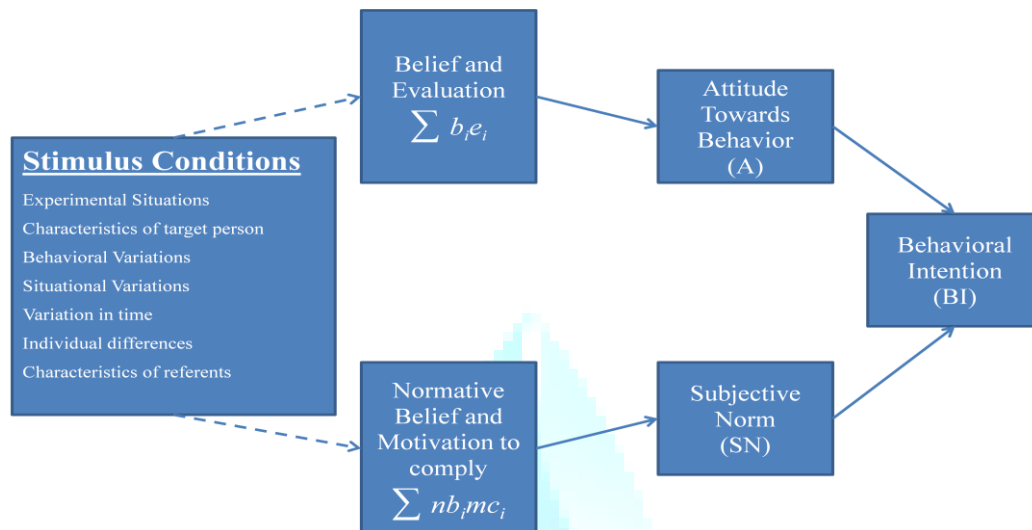 Stimulus Conditions
Experimental Situations
Characteristics of target person
Behavioral Variations
Situational Variations
Variation in time
Individual differences
Characteristics of referents
Belief and
Evaluation
∑ bᵢeᵢ
Normative
Belief and
Motivation to
comply
∑ nbᵢmcᵢ
Attitude
Towards
Behavior
(A)
Subjective
Norm
(SN)
Behavioral
Intention
(BI)